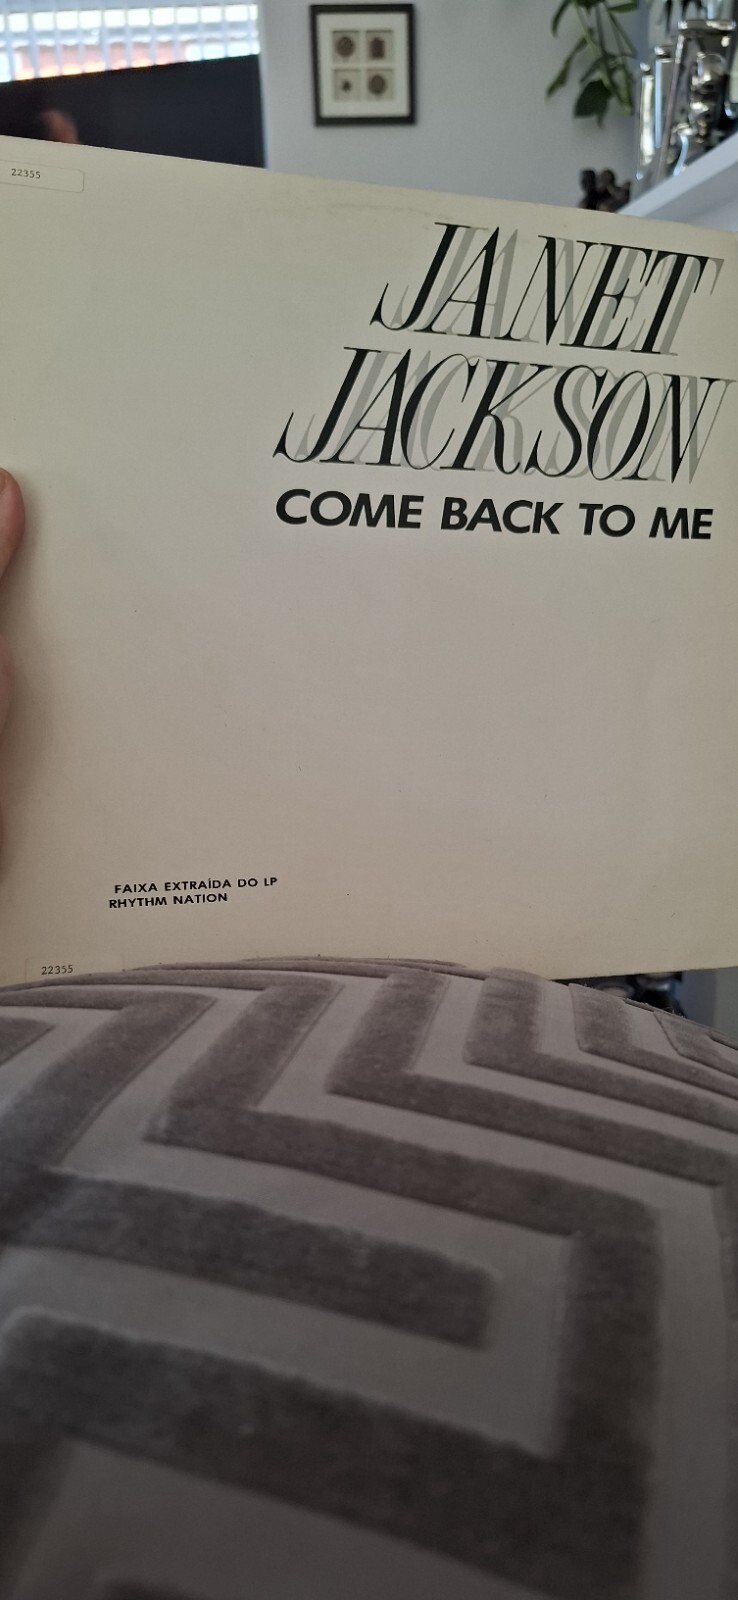 22355
JANET
JACKSON
COME BACK TO ME
FAIXA EXTRAÍDA DO LP
RHYTHM NATION
22355